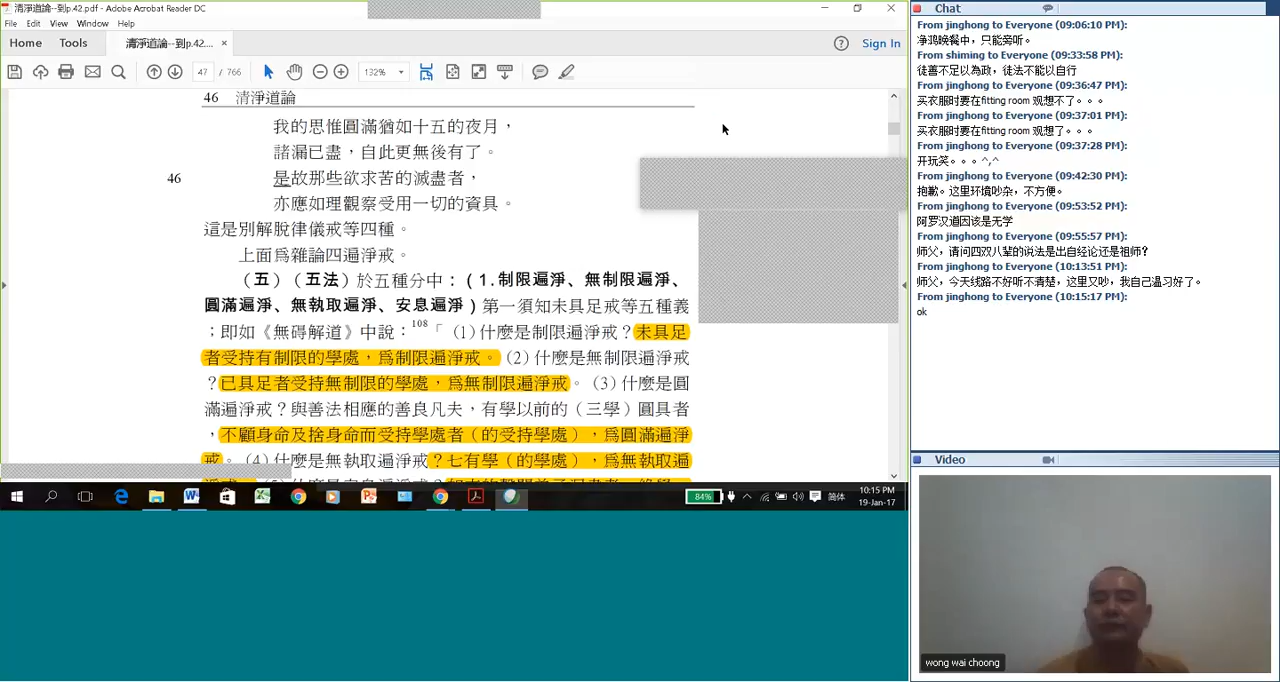 清淨道論--到p.42.pdf - Adobe Acrobat Reader DC
File Edit View Window Help
Home Tools 清淨道論--到p.42.... × Sign In
47 / 766 132%
46 清淨道論
我的思惟圓滿猶如十五的夜月，
諸漏已盡，自此更無後有了。
46 是故那些欲求苦的滅盡者，
亦應如理觀察受用一切的資具。
這是別解脫律儀戒等四種。
上面爲雜論四遍淨戒。
（五）（五法）於五種分中：（1.制限遍淨、無制限遍淨、
圓滿遍淨、無執取遍淨、安息遍淨）第一須知未具足戒等五種義
；即如《無碍解道》中說：108「（1)什麼是制限遍淨戒？未具足
者受持有制限的學處，爲制限遍淨戒。（2)什麼是無制限遍淨戒
？已具足者受持無制限的學處，爲無制限遍淨戒。（3)什麼是圓
滿遍淨戒？與善法相應的善良凡夫，有學以前的（三學）圓具者
，不顧身命及捨身命而受持學處者（的受持學處），爲圓滿遍淨
戒。（4)什麼是無執取遍淨戒？七有學（的學處），爲無執取遍
84% 简体 10:15 PM
19-Jan-17
Chat
From jinghong to Everyone (09:06:10 PM):
净鸿晚餐中，只能旁听。
From shiming to Everyone (09:33:58 PM):
徒善不足以為政，徒法不能以自行
From jinghong to Everyone (09:36:47 PM):
买衣服时要在fitting room 观想不了。。。
From jinghong to Everyone (09:37:01 PM):
买衣服时要在fitting room 观想了。。。
From jinghong to Everyone (09:37:28 PM):
开玩笑。。。^,^
From jinghong to Everyone (09:42:30 PM):
抱歉。这里环境吵杂，不方便。
From jinghong to Everyone (09:53:52 PM):
阿罗汉道因该是无学
From jinghong to Everyone (09:55:57 PM):
师父，请问四双八辈的说法是出自经论还是祖师?
From jinghong to Everyone (10:13:51 PM):
师父，今天线路不好听不清楚，这里又吵，我自己温习好了。
From jinghong to Everyone (10:15:17 PM):
ok
Video
wong wai choong